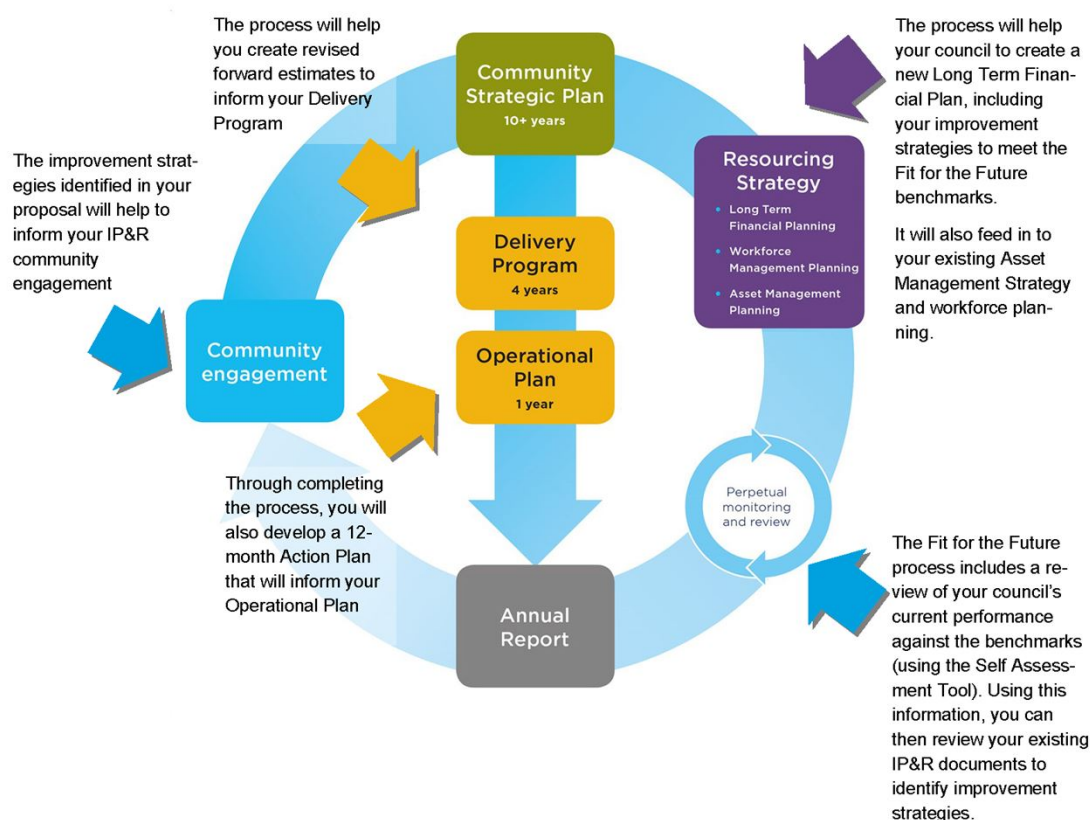 The process will help
you create revised
forward estimates to
inform your Delivery
Program
The improvement strat-
egies identified in your
proposal will help to
inform your IP&R
community
engagement
Community
Strategic Plan
10+ years
The process will help
your council to create a
new Long Term Finan-
cial Plan, including
your improvement
strategies to meet the
Fit for the Future
benchmarks.
It will also feed in to
your existing Asset
Management Strategy
and workforce plan-
ning.
Resourcing
Strategy
• Long Term
Financial Planning
• Workforce
Management Planning
• Asset Management
Planning
Delivery
Program
4 years
Community
engagement
Operational
Plan
1 year
Through completing
the process, you will
also develop a 12-
month Action Plan
that will inform your
Operational Plan
Perpetual
monitoring
and review
Annual
Report
The Fit for the Future
process includes a re-
view of your council's
current performance
against the benchmarks
(using the Self Assess-
ment Tool). Using this
information, you can
then review your existing
IP&R documents to
identify improvement
strategies.